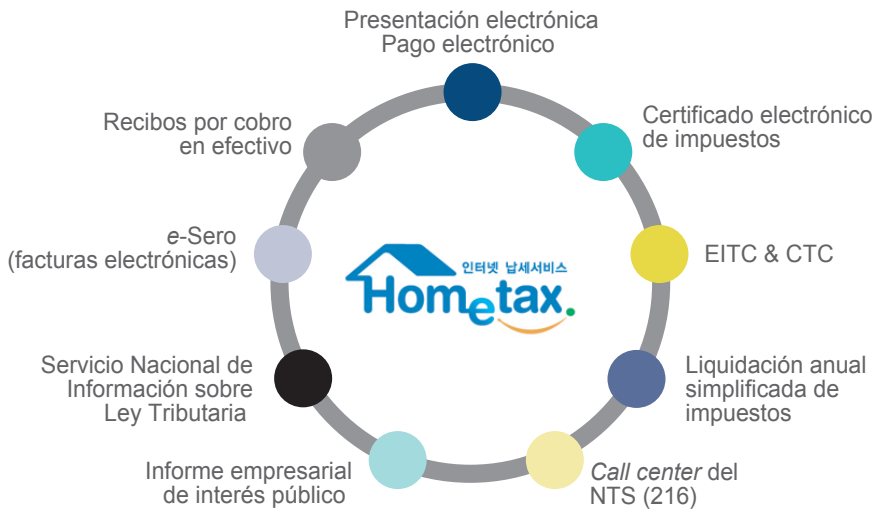 Presentación electrónica
Pago electrónico
Certificado electrónico
de impuestos
EITC & CTC
Liquidación anual
simplificada de
impuestos
Call center del
NTS (216)
Informe empresarial
de interés público
Servicio Nacional de
Información sobre
Ley Tributaria
e-Sero
(facturas electrónicas)
Recibos por cobro
en efectivo
인터넷 납세서비스
Hometax.